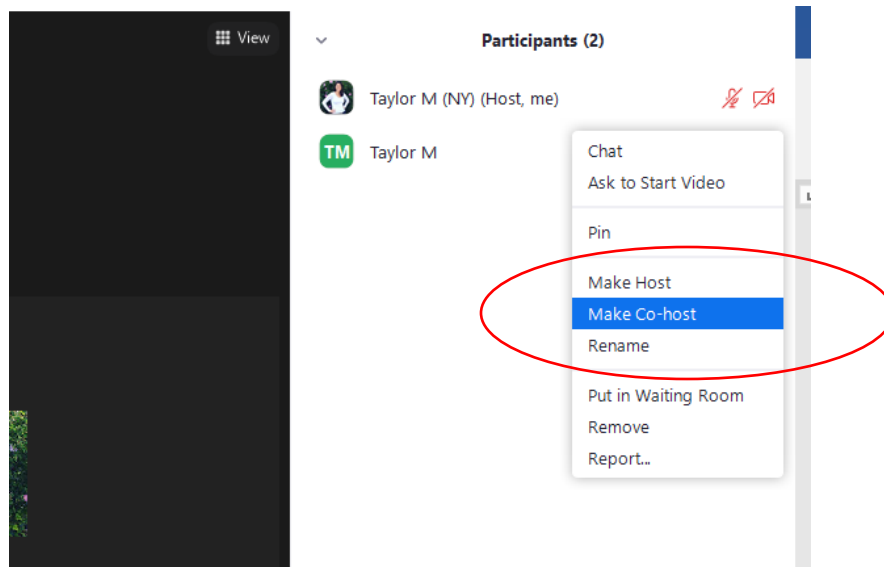 View
Participants (2)
Taylor M (NY) (Host, me)
TM Taylor M
Chat
Ask to Start Video
Pin
Make Host
Make Co-host
Rename
Put in Waiting Room
Remove
Report...